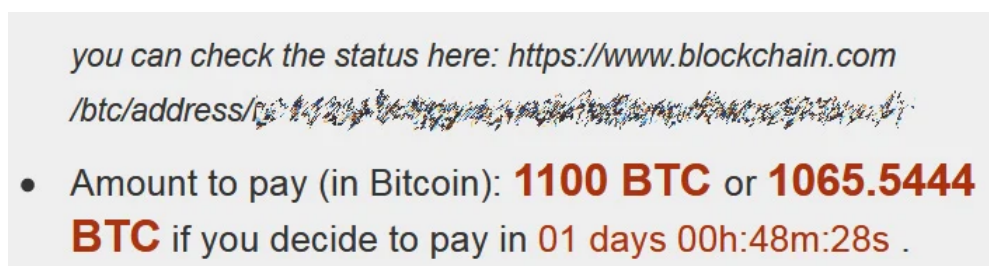 you can check the status here: https://www.blockchain.com
/btc/address/
• Amount to pay (in Bitcoin): 1100 BTC or 1065.5444
BTC if you decide to pay in 01 days 00h:48m:28s .